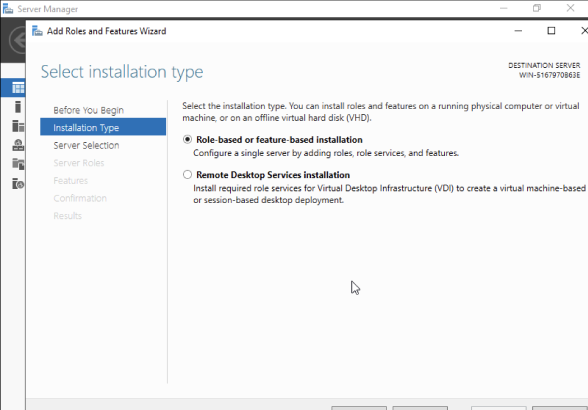 Server Manager
Add Roles and Features Wizard
Select installation type
DESTINATION SERVER
WIN-5167970863E
Before You Begin
Installation Type
Server Selection
Server Roles
Features
Confirmation
Results
Select the installation type. You can install roles and features on a running physical computer or virtual
machine, or on an offline virtual hard disk (VHD).
Role-based or feature-based installation
Configure a single server by adding roles, role services, and features.
Remote Desktop Services installation
Install required role services for Virtual Desktop Infrastructure (VDI) to create a virtual machine-based
or session-based desktop deployment.